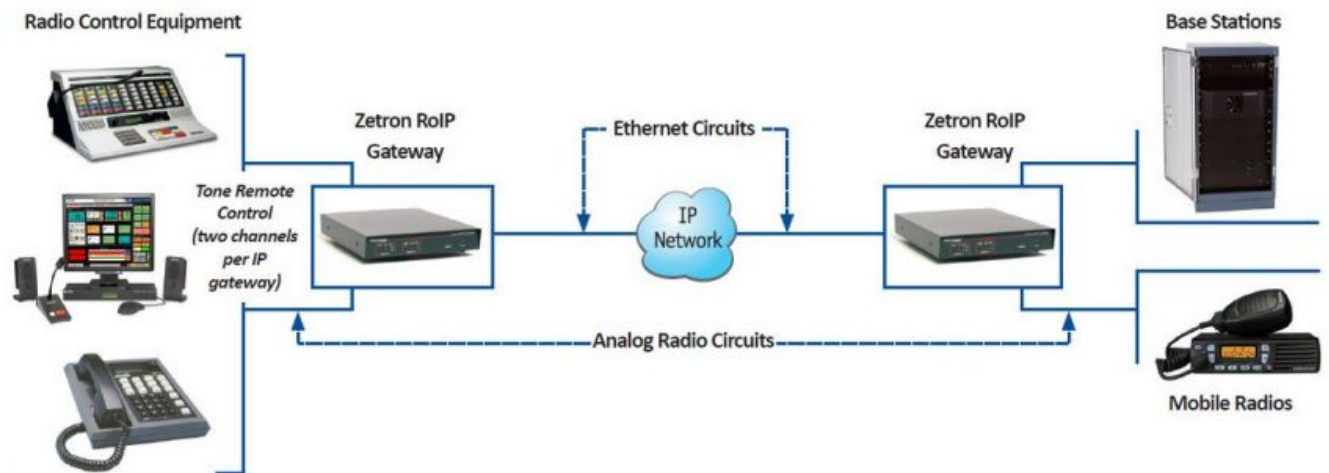 Radio Control Equipment
Base Stations
Zetron RoIP
Gateway
Ethernet Circuits
Zetron RoIP
Gateway
Tone Remote
Control
(two channels
per IP
gateway)
IP
Network
Analog Radio Circuits
Mobile Radios